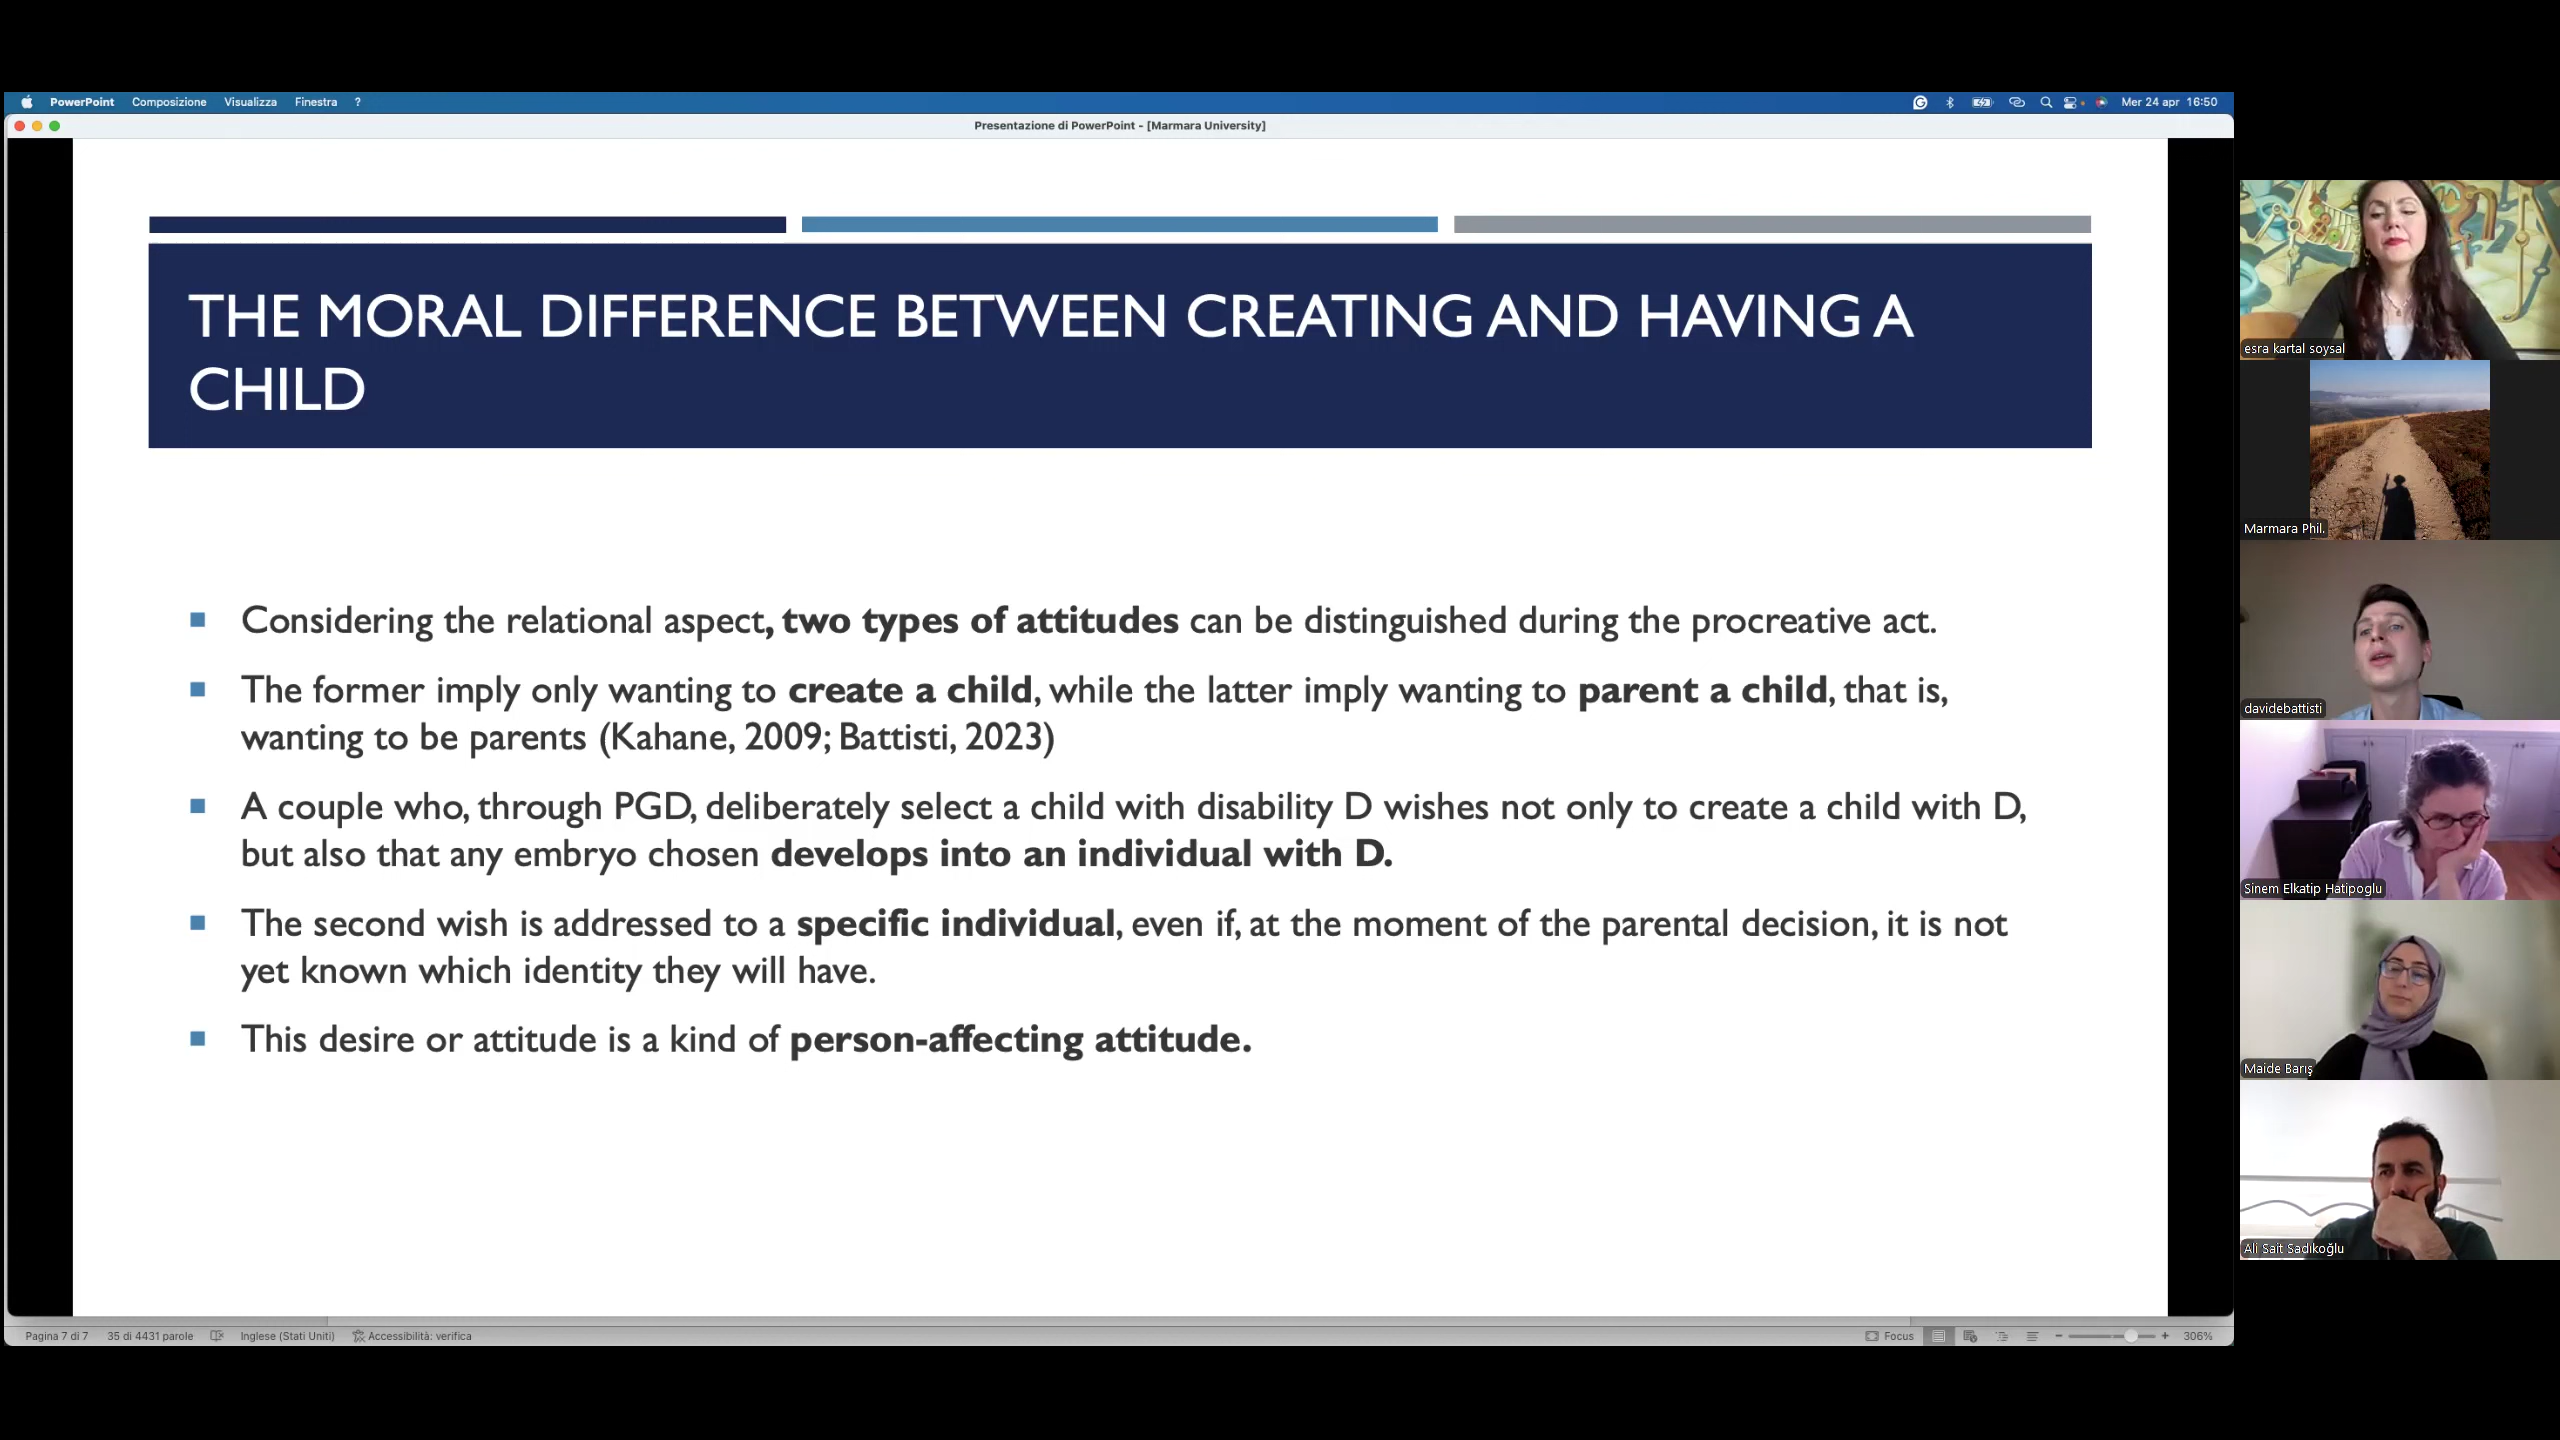 PowerPoint Composizione Visualizza Finestra ?
Mer 24 apr 16:50
Presentazione di PowerPoint - [Marmara University]
THE MORAL DIFFERENCE BETWEEN CREATING AND HAVING A
CHILD
Considering the relational aspect, two types of attitudes can be distinguished during the procreative act.
The former imply only wanting to create a child, while the latter imply wanting to parent a child, that is,
wanting to be parents (Kahane, 2009; Battisti, 2023)
A couple who, through PGD, deliberately select a child with disability D wishes not only to create a child with D,
but also that any embryo chosen develops into an individual with D.
The second wish is addressed to a specific individual, even if, at the moment of the parental decision, it is not
yet known which identity they will have.
This desire or attitude is a kind of person-affecting attitude.
Pagina 7 di 7 35 di 4431 parole Inglese (Stati Uniti) Accessibilità: verifica
Focus
306%
esra kartal soysal
Marmara Phil.
davidebattisti
Sinem Elkatip Hatipoglu
Maide Barış
Ali Sait Sadıkoğlu